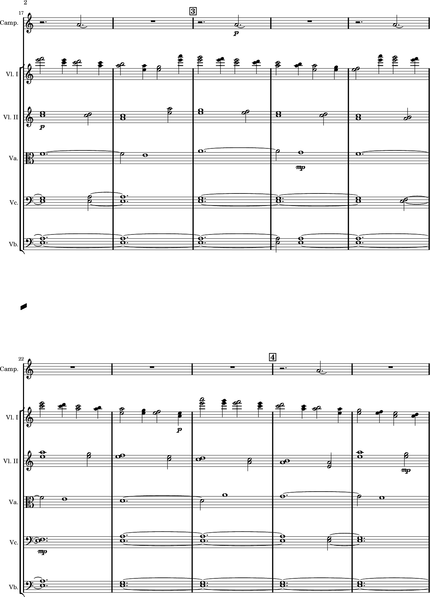 2
17
3
Camp.
p
Vl. I
Vl. II
p
Va.
mp
Vc.
Vb.
22
4
Camp.
Vl. I
p
Vl. II
mp
Va.
Vc.
mp
Vb.